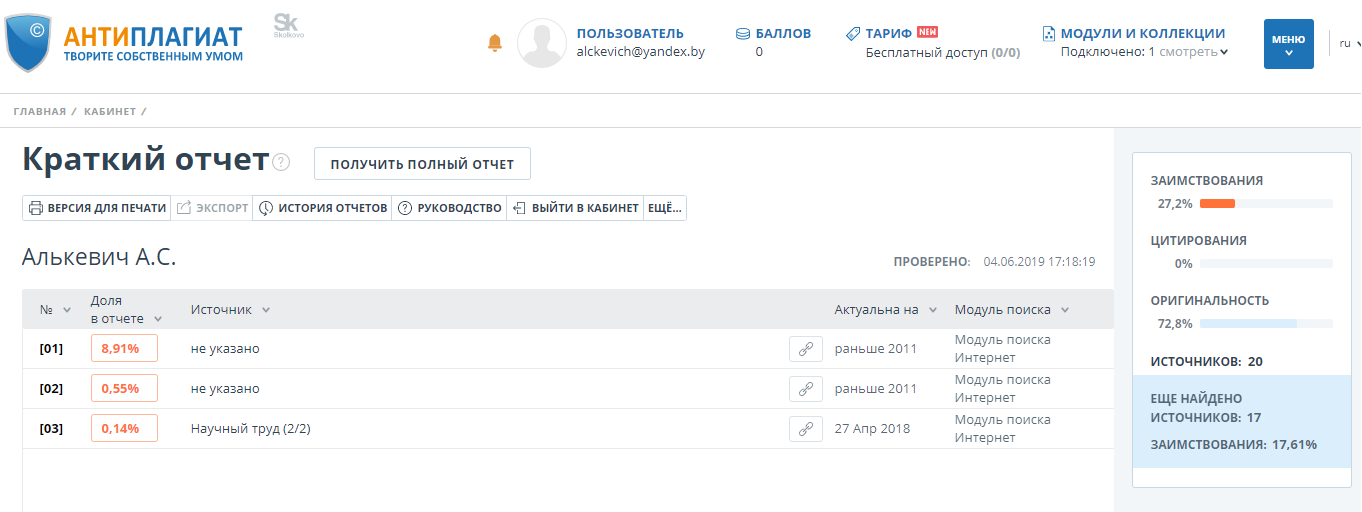 АНТИПЛАГИАТ
ТВОРИТЕ СОБСТВЕННЫМ УМОМ
Sk
Skolkovo
ПОЛЬЗОВАТЕЛЬ
alckevich@yandex.by
БАЛЛОВ
0
ТАРИФ NEW
Бесплатный доступ (0/0)
МОДУЛИ И КОЛЛЕКЦИИ
Подключено: 1 смотреть
МЕНЮ
ru
ГЛАВНАЯ / КАБИНЕТ /
Краткий отчет ?
ПОЛУЧИТЬ ПОЛНЫЙ ОТЧЕТ
ВЕРСИЯ ДЛЯ ПЕЧАТИ ЭКСПОРТ ИСТОРИЯ ОТЧЕТОВ РУКОВОДСТВО ВЫЙТИ В КАБИНЕТ ЕЩЁ...
Алькевич А.С.
ПРОВЕРЕНО: 04.06.2019 17:18:19
№ Доля в отчете Источник Актуальна на Модуль поиска
[01] 8,91% не указано раньше 2011 Модуль поиска Интернет
[02] 0,55% не указано раньше 2011 Модуль поиска Интернет
[03] 0,14% Научный труд (2/2) 27 Апр 2018 Модуль поиска Интернет
ЗАИМСТВОВАНИЯ
27,2%
ЦИТИРОВАНИЯ
0%
ОРИГИНАЛЬНОСТЬ
72,8%
ИСТОЧНИКОВ: 20
ЕЩЕ НАЙДЕНО
ИСТОЧНИКОВ: 17
ЗАИМСТВОВАНИЯ: 17,61%